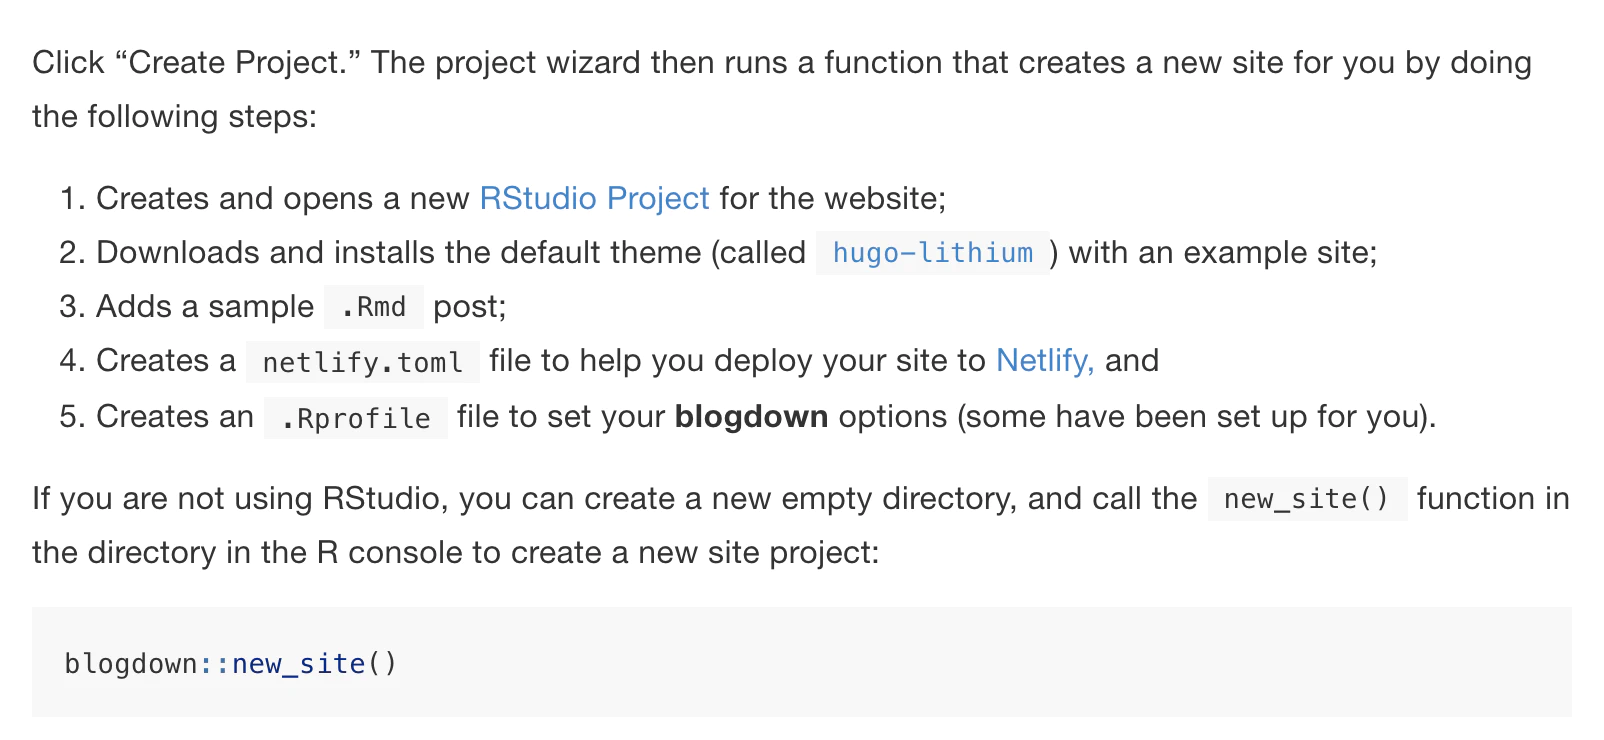 Click “Create Project.” The project wizard then runs a function that creates a new site for you by doing
the following steps:
1. Creates and opens a new RStudio Project for the website;
2. Downloads and installs the default theme (called hugo-lithium ) with an example site;
3. Adds a sample .Rmd post;
4. Creates a netlify.toml file to help you deploy your site to Netlify, and
5. Creates an .Rprofile file to set your blogdown options (some have been set up for you).
If you are not using RStudio, you can create a new empty directory, and call the new_site() function in
the directory in the R console to create a new site project:
blogdown::new_site()